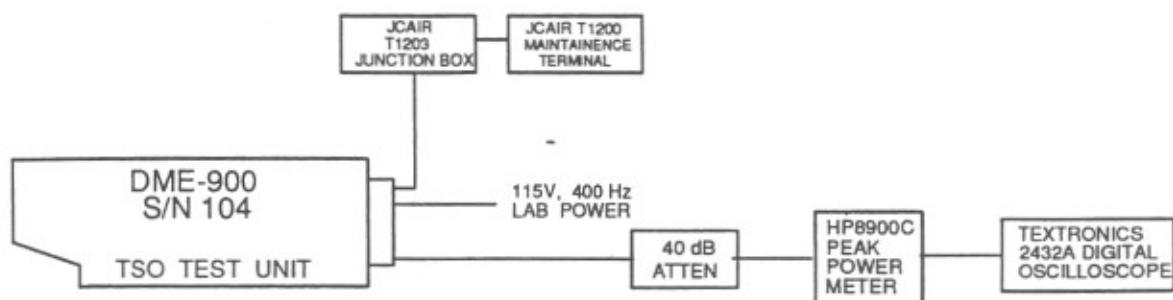 JCAIR
T1203
JUNCTION BOX
JCAIR T1200
MAINTAINENCE
TERMINAL
DME-900
S/N 104
TSO TEST UNIT
115V, 400 Hz
LAB POWER
40 dB
ATTEN
HP8900C
PEAK
POWER
METER
TEXTRONICS
2432A DIGITAL
OSCILLOSCOPE